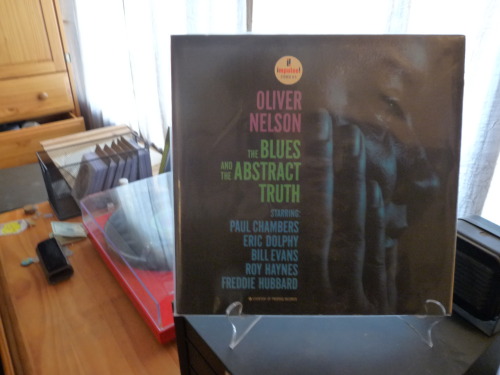 impulse!
OLIVER
NELSON
THE BLUES
AND THE ABSTRACT
TRUTH
STARRING:
PAUL CHAMBERS
ERIC DOLPHY
BILL EVANS
ROY HAYNES
FREDDIE HUBBARD